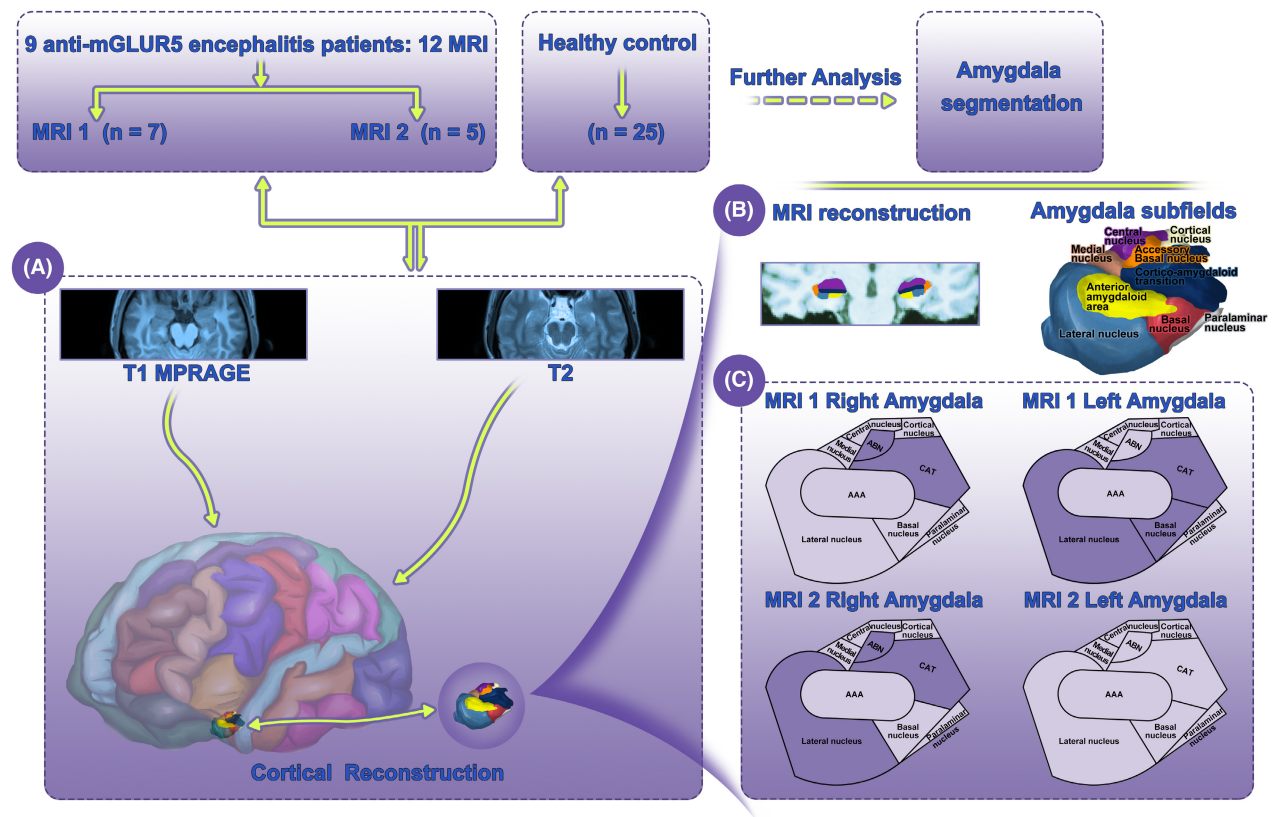 9 anti-mGLUR5 encephalitis patients: 12 MRI
MRI 1 (n = 7)
MRI 2 (n = 5)
Healthy control
(n = 25)
Further Analysis
Amygdala
segmentation
(A)
T1 MPRAGE
T2
Cortical Reconstruction
(B)
MRI reconstruction
Amygdala subfields
Central
nucleus
Cortical
nucleus
Medial
nucleus
Accessory
Basal nucleus
Cortico-amygdaloid
transition
Anterior
amygdaloid
area
Lateral nucleus
Basal
nucleus
Paralaminar
nucleus
(C)
MRI 1 Right Amygdala
Central nucleus
Cortical
nucleus
Medial
nucleus
ABN
CAT
AAA
Lateral nucleus
Basal
nucleus
Paralaminar
nucleus
MRI 1 Left Amygdala
Central nucleus
Cortical
nucleus
Medial
nucleus
ABN
CAT
AAA
Lateral nucleus
Basal
nucleus
Paralaminar
nucleus
MRI 2 Right Amygdala
Central nucleus
Cortical
nucleus
Medial
nucleus
ABN
CAT
AAA
Lateral nucleus
Basal
nucleus
Paralaminar
nucleus
MRI 2 Left Amygdala
Central nucleus
Cortical
nucleus
Medial
nucleus
ABN
CAT
AAA
Lateral nucleus
Basal
nucleus
Paralaminar
nucleus